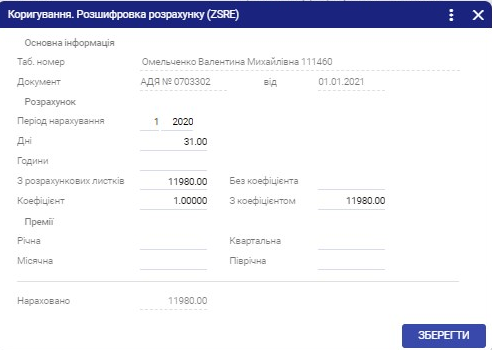 Коригування. Розшифровка розрахунку (ZSRE)
Основна інформація
Таб. номер Омельченко Валентина Михайлівна 111460
Документ АДЯ № 0703302 від 01.01.2021
Розрахунок
Період нарахування 1 2020
Дні 31.00
Години
З розрахункових листків 11980.00 Без коефіцієнта
Коефіцієнт 1.00000 З коефіцієнтом 11980.00
Премії
Річна Квартальна
Місячна Піврічна
Нараховано 11980.00
ЗБЕРЕГТИ